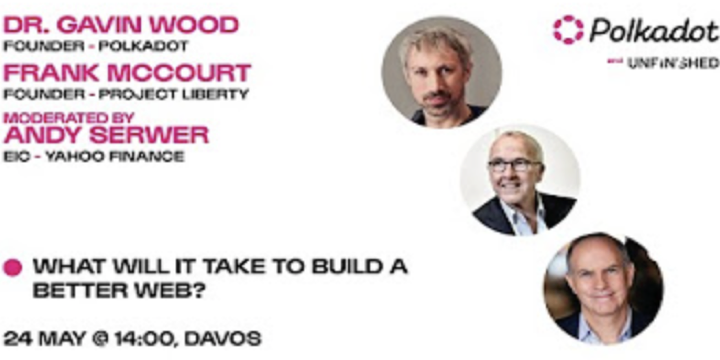 DR. GAVIN WOOD
FOUNDER - POLKADOT
FRANK MCCOURT
FOUNDER - PROJECT LIBERTY
MODERATED BY
ANDY SERWER
EIC - YAHOO FINANCE
Polkadot
and UNFINISHED
WHAT WILL IT TAKE TO BUILD A
BETTER WEB?
24 MAY @ 14:00, DAVOS